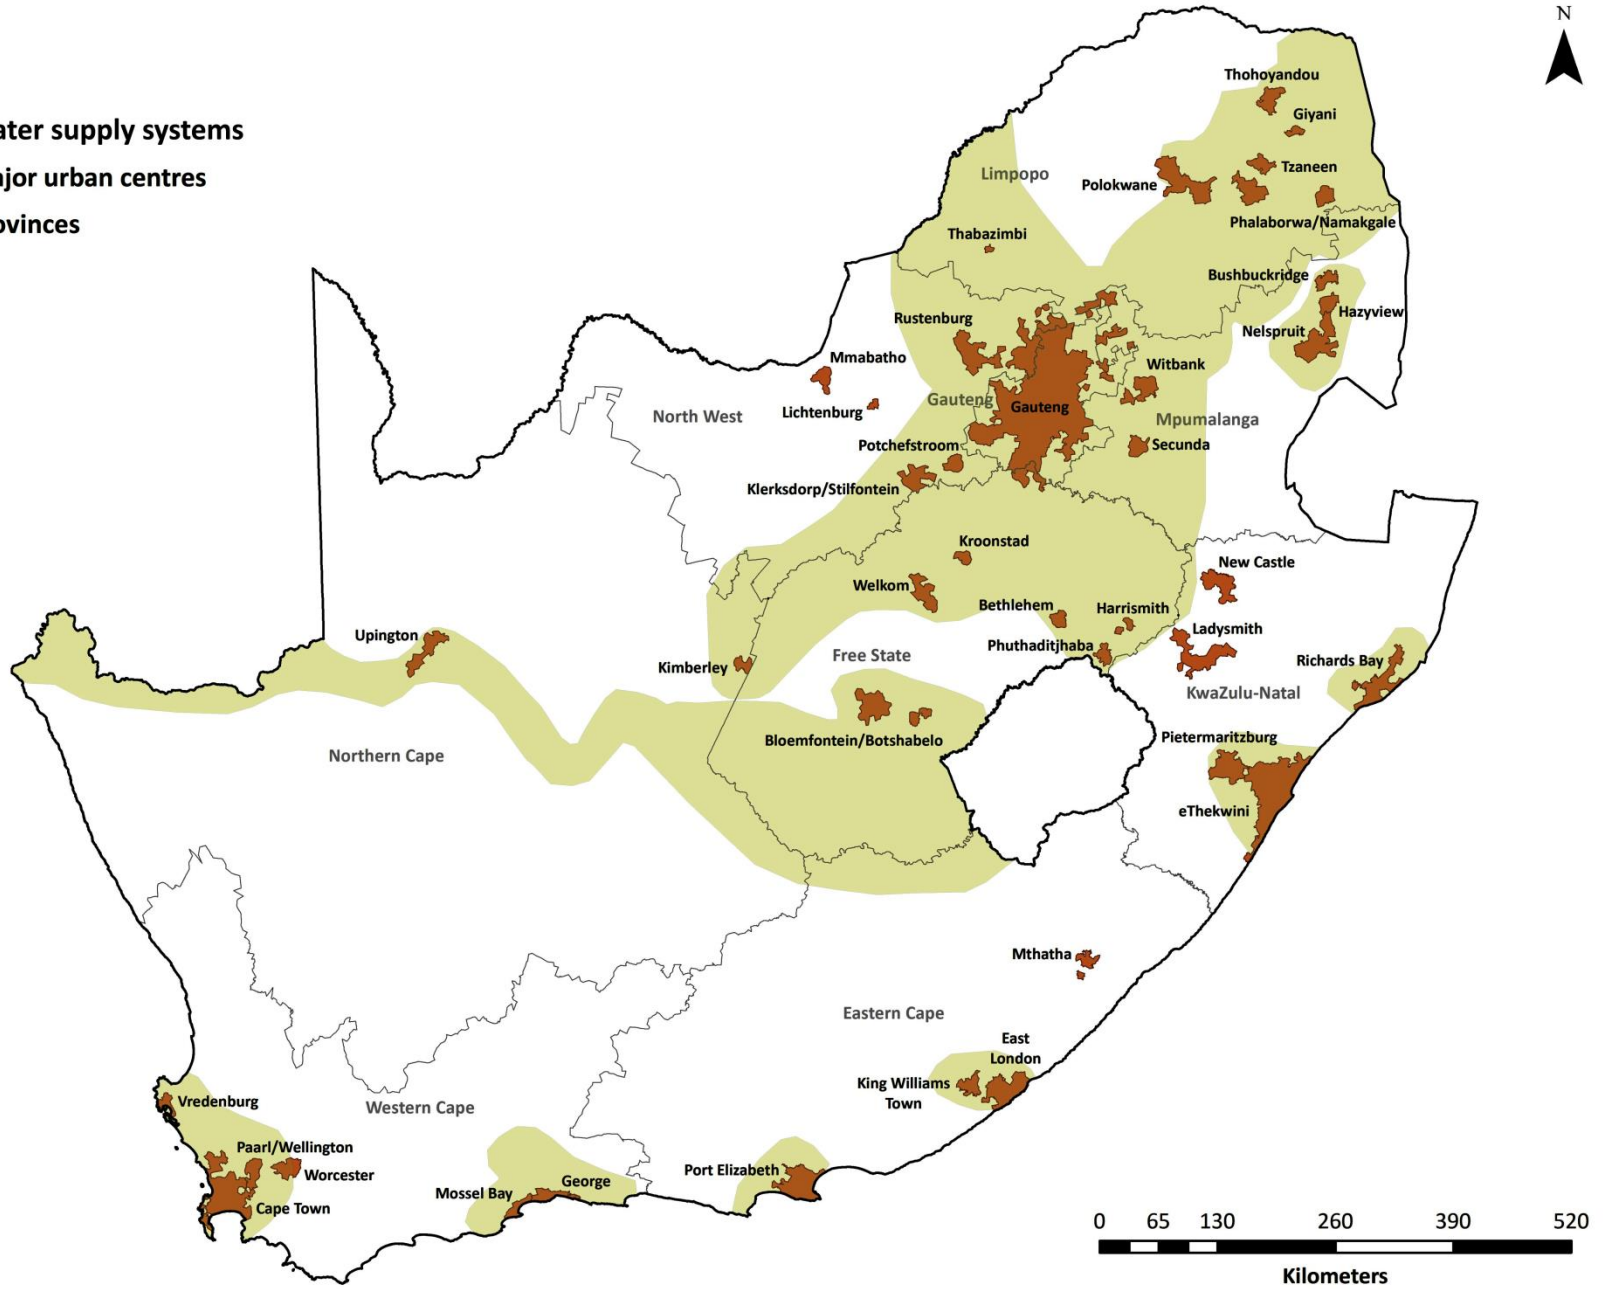 N
ater supply systems
ajor urban centres
ovinces
Thohoyandou
Giyani
Tzaneen
Limpopo
Polokwane
Phalaborwa/Namakgale
Thabazimbi
Bushbuckridge
Hazyview
Rustenburg
Nelspruit
Mmabatho
Witbank
Lichtenburg
North West
Gauteng
Gauteng
Mpumalanga
Potchefstroom
Secunda
Klerksdorp/Stilfontein
Kroonstad
New Castle
Welkom
Bethlehem
Harrismith
Ladysmith
Upington
Phuthaditjhaba
Free State
Kimberley
Richards Bay
KwaZulu-Natal
Bloemfontein/Botshabelo
Pietermaritzburg
Northern Cape
eThekwini
Mthatha
Eastern Cape
East
London
King Williams
Town
Vredenburg
Western Cape
Paarl/Wellington
Worcester
Port Elizabeth
George
Mossel Bay
Cape Town
0 65 130 260 390 520
Kilometers